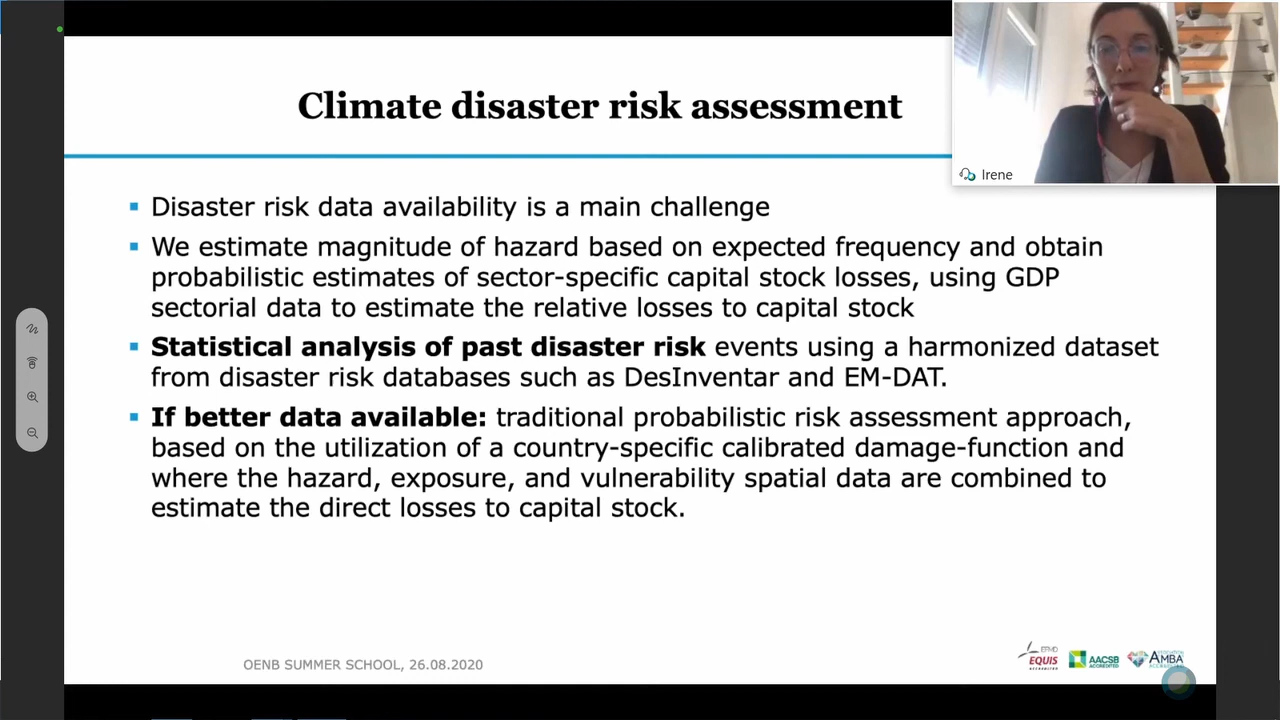 Climate disaster risk assessment
Irene
Disaster risk data availability is a main challenge
We estimate magnitude of hazard based on expected frequency and obtain
probabilistic estimates of sector-specific capital stock losses, using GDP
sectorial data to estimate the relative losses to capital stock
Statistical analysis of past disaster risk events using a harmonized dataset
from disaster risk databases such as DesInventar and EM-DAT.
If better data available: traditional probabilistic risk assessment approach,
based on the utilization of a country-specific calibrated damage-function and
where the hazard, exposure, and vulnerability spatial data are combined to
estimate the direct losses to capital stock.
OENB SUMMER SCHOOL, 26.08.2020
EFMD
EQUIS
ACCREDITED
AACSB
ACCREDITED
ASSOCIATION
AMBA